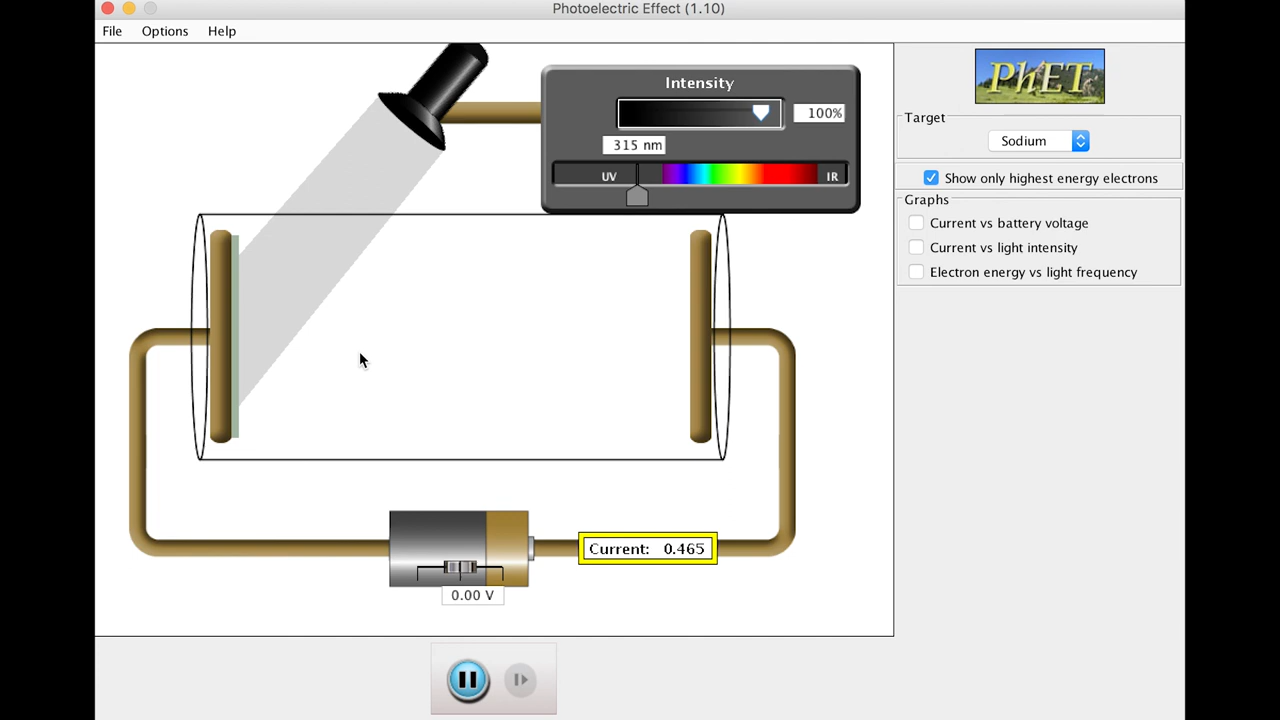 Photoelectric Effect (1.10)
File Options Help
Intensity
100%
315 nm
UV
IR
PhET
Target
Sodium
Show only highest energy electrons
Graphs
Current vs battery voltage
Current vs light intensity
Electron energy vs light frequency
Current: 0.465
0.00 V